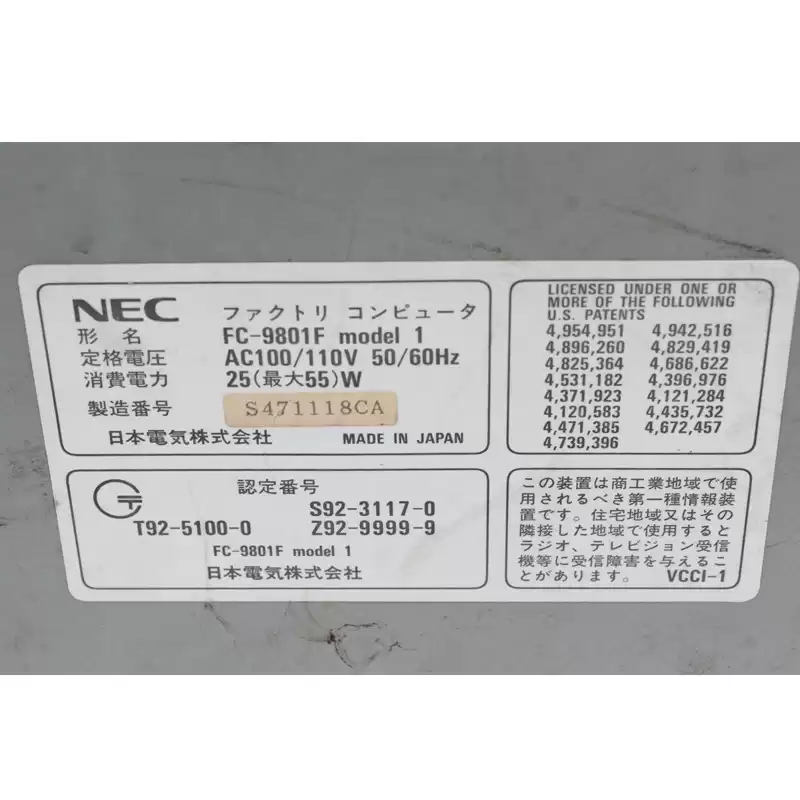 NEC ファクトリ コンピュータ
形 名 FC-9801F model 1
定格電圧 AC100/110V 50/60Hz
消費電力 25(最大55)W
製造番号 S471118CA
日本電気株式会社 MADE IN JAPAN
LICENSED UNDER ONE OR
MORE OF THE FOLLOWING
U.S. PATENTS
4,954,951 4,942,516
4,896,260 4,829,419
4,825,364 4,686,622
4,531,182 4,396,976
4,371,923 4,121,284
4,120,583 4,435,732
4,471,385 4,672,457
4,739,396
認定番号
S92-3117-0
T92-5100-0 Z92-9999-9
FC-9801F model 1
日本電気株式会社
この装置は商工業地域で使
用されるべき第一種情報装
置です。住宅地域又はその
隣接した地域で使用すると
ラジオ、テレビジョン受信
機等に受信障害を与えるこ
とがあります。 VCCI-1